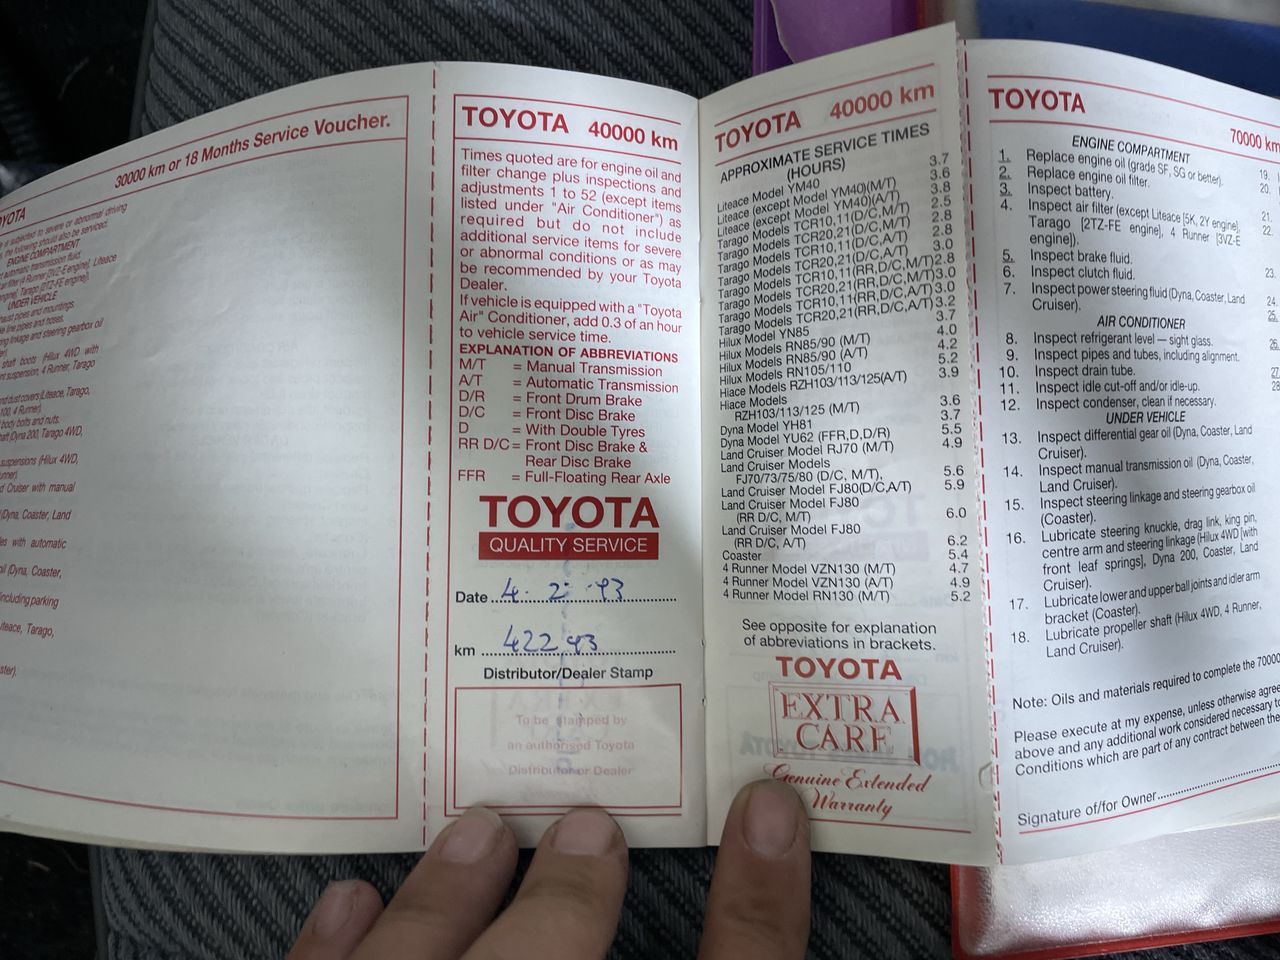 30000 km or 18 Months Service Voucher.
TOYOTA 40000 km
Times quoted are for engine oil and
filter change plus inspections and
adjustments 1 to 52 (except items
listed under "Air Conditioner") as
required but do not include
additional service items for severe
or abnormal conditions or as may
be recommended by your Toyota
Dealer.
If vehicle is equipped with a "Toyota
Air" Conditioner, add 0.3 of an hour
to vehicle service time.
EXPLANATION OF ABBREVIATIONS
M/T = Manual Transmission
A/T = Automatic Transmission
D/R = Front Drum Brake
D/C = Front Disc Brake
D = With Double Tyres
RR D/C = Front Disc Brake &
Rear Disc Brake
FFR = Full-Floating Rear Axle
TOYOTA
QUALITY SERVICE
Date 4. 2. 93
km 42293
Distributor/Dealer Stamp
To be stamped by
an authorised Toyota
Distributor or Dealer
TOYOTA 40000 km
APPROXIMATE SERVICE TIMES
(HOURS)
Liteace Model YM40 3.7
Liteace (except Model YM40)(M/T) 3.6
Liteace (except Model YM40)(A/T) 3.8
Tarago Models TCR10,11(D/C,M/T) 2.5
Tarago Models TCR20,21(D/C,M/T) 2.8
Tarago Models TCR10,11(D/C,A/T) 2.8
Tarago Models TCR20,21(D/C,A/T) 3.0
Tarago Models TCR10,11(RR,D/C,M/T) 2.8
Tarago Models TCR20,21(RR,D/C,M/T) 3.0
Tarago Models TCR10,11(RR,D/C,A/T) 3.0
Tarago Models TCR20,21(RR,D/C,A/T) 3.2
Hilux Model YN85 3.7
Hilux Models RN85/90 (M/T) 4.0
Hilux Models RN85/90 (A/T) 4.2
Hilux Models RN105/110 5.2
Hiace Models RZH103/113/125(A/T) 3.9
Hiace Models
RZH103/113/125 (M/T) 3.6
Dyna Model YH81 3.7
Dyna Model YU62 (FFR,D,D/R) 5.5
Land Cruiser Model RJ70 (M/T) 4.9
Land Cruiser Models
FJ70/73/75/80 (D/C, M/T), 5.6
Land Cruiser Model FJ80(D/C,A/T) 5.9
Land Cruiser Model FJ80
(RR D/C, M/T) 6.0
Land Cruiser Model FJ80
(RR D/C, A/T) 6.2
Coaster 5.4
4 Runner Model VZN130 (M/T) 4.7
4 Runner Model VZN130 (A/T) 4.9
4 Runner Model RN130 (M/T) 5.2
See opposite for explanation
of abbreviations in brackets.
TOYOTA
EXTRA
CARE
Genuine Extended
Warranty
TOYOTA 70000 km
ENGINE COMPARTMENT
1. Replace engine oil (grade SF, SG or better).
2. Replace engine oil filter.
3. Inspect battery.
4. Inspect air filter (except Liteace [5K, 2Y engine],
Tarago [2TZ-FE engine], 4 Runner [3VZ-E
engine]).
5. Inspect brake fluid.
6. Inspect clutch fluid.
7. Inspect power steering fluid (Dyna, Coaster, Land
Cruiser).
AIR CONDITIONER
8. Inspect refrigerant level — sight glass.
9. Inspect pipes and tubes, including alignment.
10. Inspect drain tube.
11. Inspect idle cut-off and/or idle-up.
12. Inspect condenser, clean if necessary.
UNDER VEHICLE
13. Inspect differential gear oil (Dyna, Coaster, Land
Cruiser).
14. Inspect manual transmission oil (Dyna, Coaster,
Land Cruiser).
15. Inspect steering linkage and steering gearbox oil
(Coaster).
16. Lubricate steering knuckle, drag link, king pin,
centre arm and steering linkage (Hilux 4WD [with
front leaf springs], Dyna 200, Coaster, Land
Cruiser).
17. Lubricate lower and upper ball joints and idler arm
bracket (Coaster).
18. Lubricate propeller shaft (Hilux 4WD, 4 Runner,
Land Cruiser).
Note: Oils and materials required to complete the 70000
Please execute at my expense, unless otherwise agre
above and any additional work considered necessary to
Conditions which are part of any contract between the
Signature of/for Owner
19.
20.
21.
22.
23.
24.
25.
26.
27.
28.